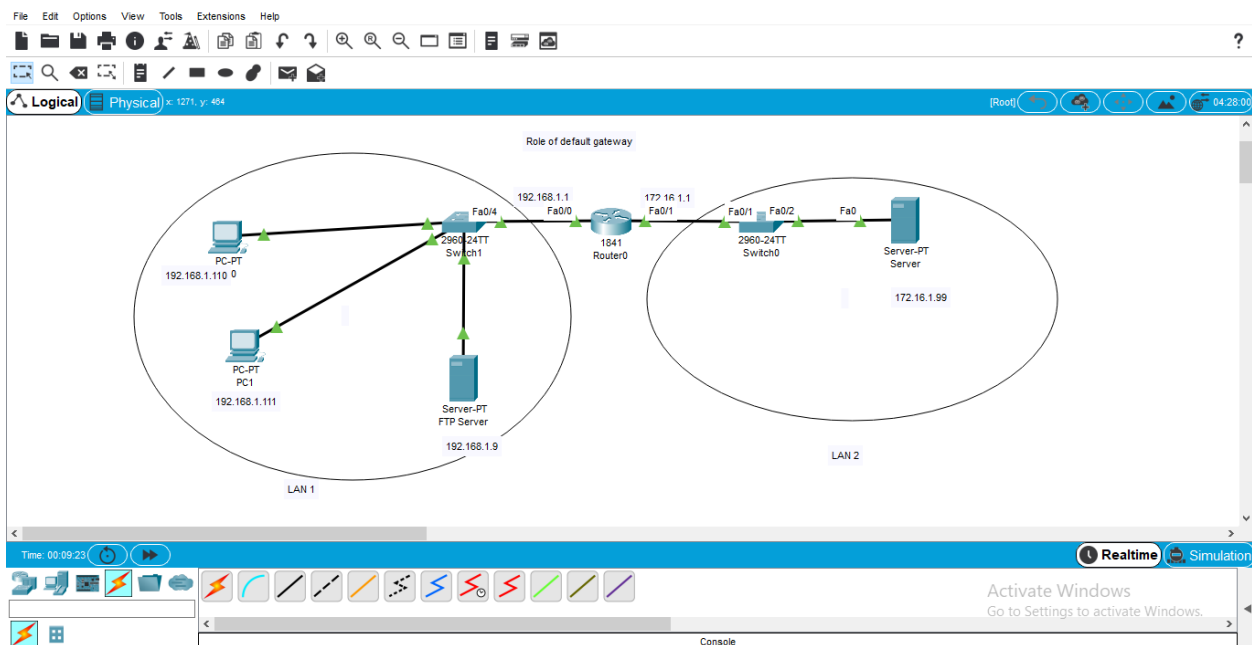 File Edit Options View Tools Extensions Help
?
Logical Physical x: 1271, y: 484 [Root] 04:28:00
Role of default gateway
192.168.1.1 172.16.1.1
Fa0/4 Fa0/0 Fa0/1 Fa0/1 Fa0/2 Fa0
2960-24TT
Switch1
1841
Router0
2960-24TT
Switch0
Server-PT
Server
PC-PT
0
192.168.1.110
172.16.1.99
PC-PT
PC1
192.168.1.111
Server-PT
FTP Server
192.168.1.9
LAN 1
LAN 2
Time: 00:09:23 Realtime Simulation
Activate Windows
Go to Settings to activate Windows.
Console